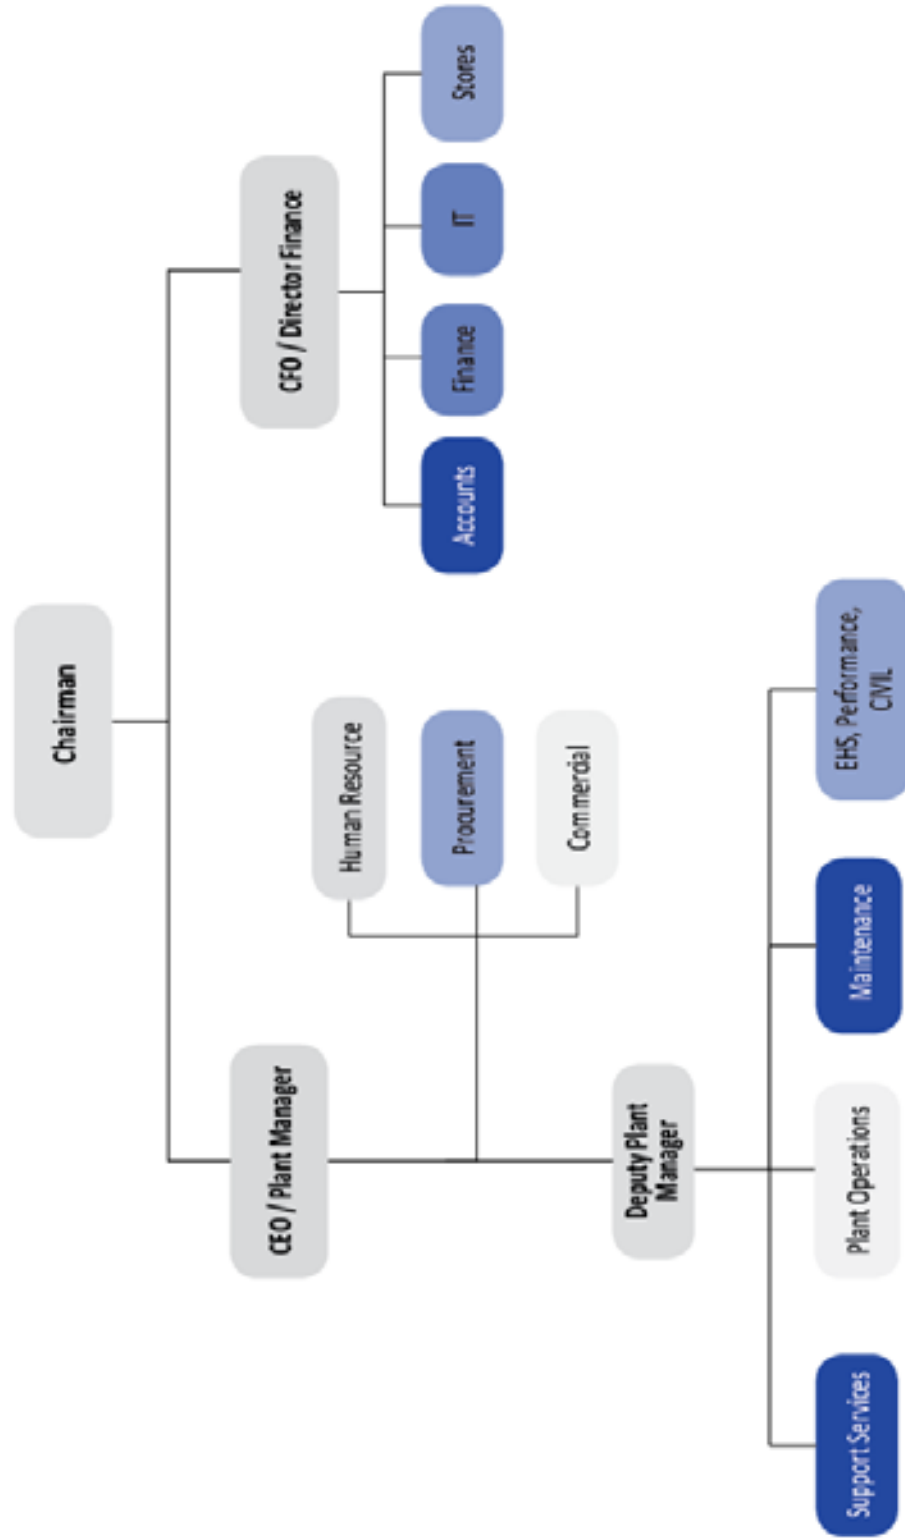 Chairman
CEO / Plant Manager
CFO / Director Finance
Human Resource
Procurement
Commercial
Accounts
Finance
IT
Stores
Deputy Plant
Manager
Support Services
Plant Operations
Maintenance
EHS, Performance,
CIVIL